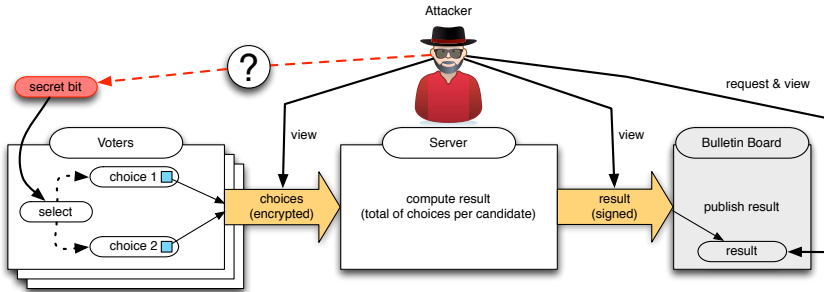 Attacker
?
secret bit
request & view
view
view
Voters
Server
Bulletin Board
choice 1
select
choice 2
choices
(encrypted)
compute result
(total of choices per candidate)
result
(signed)
publish result
result